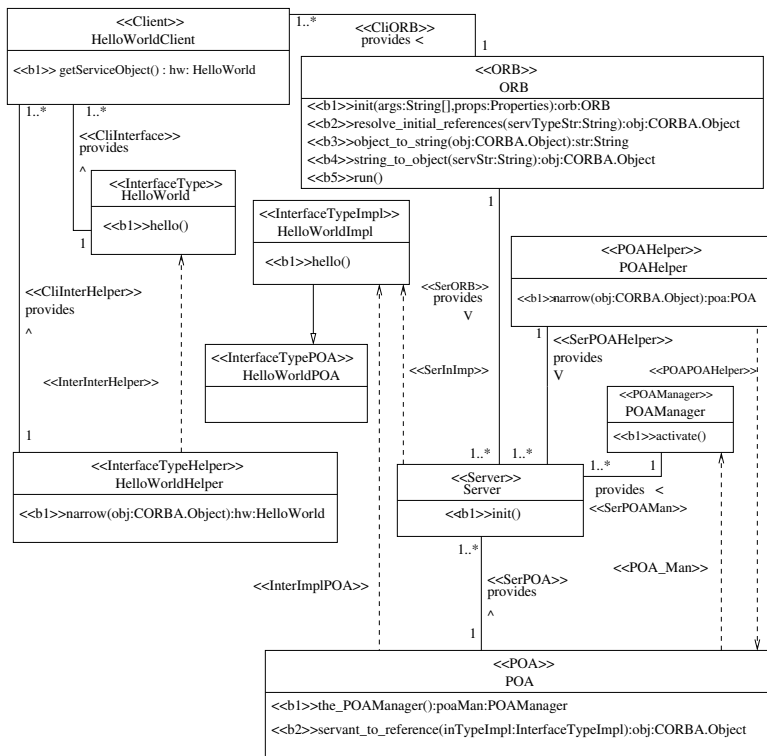 <<Client>>
HelloWorldClient
<<b1>> getServiceObject() : hw: HelloWorld
1..*
<<CliORB>>
provides <
1
<<ORB>>
ORB
<<b1>>init(args:String[],props:Properties):orb:ORB
<<b2>>resolve_initial_references(servTypeStr:String):obj:CORBA.Object
<<b3>>object_to_string(obj:CORBA.Object):str:String
<<b4>>string_to_object(servStr:String):obj:CORBA.Object
<<b5>>run()
1..*
1..*
<<CliInterface>>
provides
^
1
<<InterfaceType>>
HelloWorld
<<b1>>hello()
<<InterfaceTypeImpl>>
HelloWorldImpl
<<b1>>hello()
1
<<SerORB>>
provides
V
<<POAHelper>>
POAHelper
<<b1>>narrow(obj:CORBA.Object):poa:POA
<<CliInterHelper>>
provides
^
1
<<InterfaceTypePOA>>
HelloWorldPOA
1
<<SerPOAHelper>>
provides
V
<<POAPOAHelper>>
<<InterInterHelper>>
<<SerInImp>>
<<POAManager>>
POAManager
<<b1>>activate()
<<InterfaceTypeHelper>>
HelloWorldHelper
<<b1>>narrow(obj:CORBA.Object):hw:HelloWorld
1..*
1..*
<<Server>>
Server
<<b1>>init()
1..*
1
provides <
<<SerPOAMan>>
1..*
<<SerPOA>>
provides
^
1
<<InterImplPOA>>
<<POA_Man>>
<<POA>>
POA
<<b1>>the_POAManager():poaMan:POAManager
<<b2>>servant_to_reference(inTypeImpl:InterfaceTypeImpl):obj:CORBA.Object